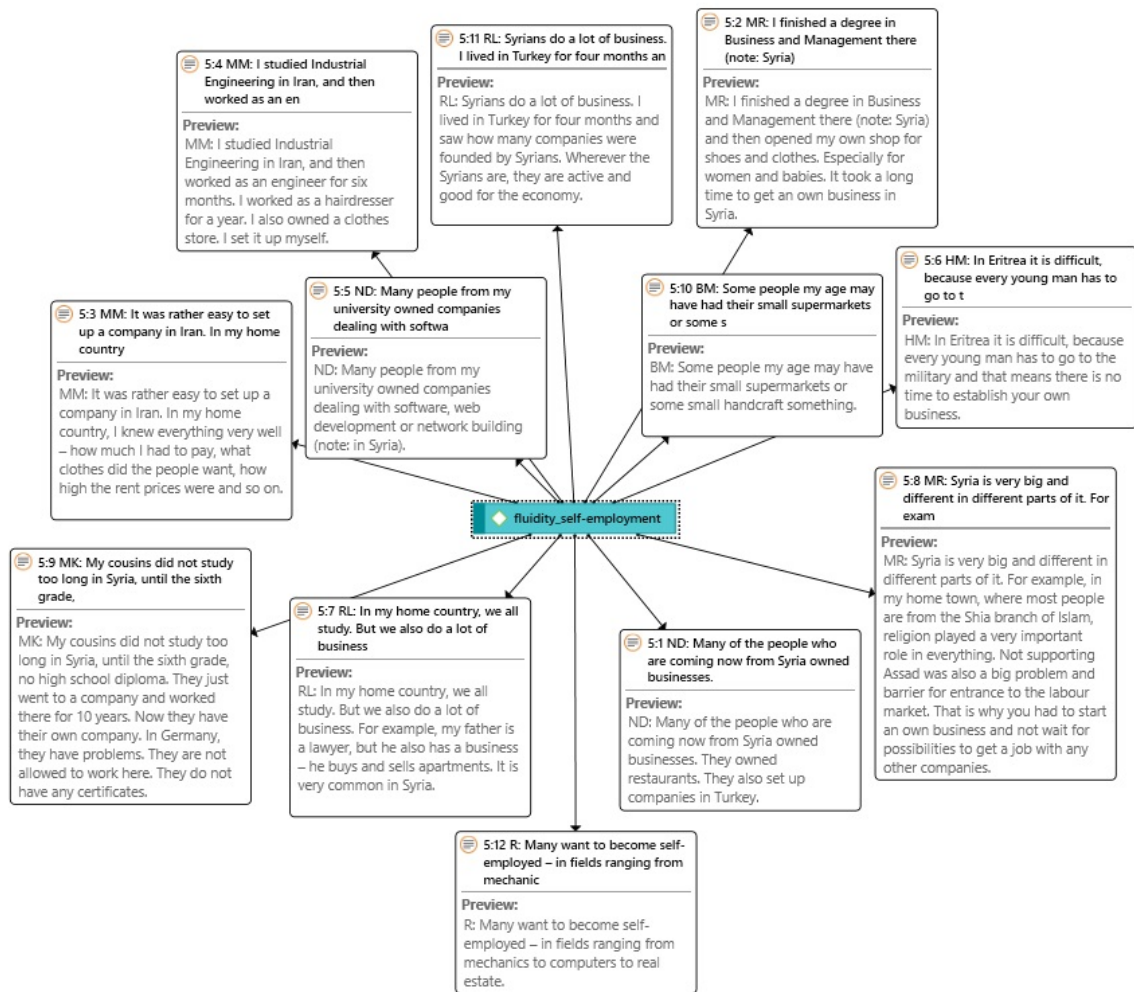 5:11 RL: Syrians do a lot of business.
I lived in Turkey for four months an
Preview:
RL: Syrians do a lot of business. I
lived in Turkey for four months and
saw how many companies were
founded by Syrians. Wherever the
Syrians are, they are active and
good for the economy.
5:2 MR: I finished a degree in
Business and Management there
(note: Syria)
Preview:
MR: I finished a degree in Business
and Management there (note: Syria)
and then opened my own shop for
shoes and clothes. Especially for
women and babies. It took a long
time to get an own business in
Syria.
5:4 MM: I studied Industrial
Engineering in Iran, and then
worked as an en
Preview:
MM: I studied Industrial
Engineering in Iran, and then
worked as an engineer for six
months. I worked as a hairdresser
for a year. I also owned a clothes
store. I set it up myself.
5:6 HM: In Eritrea it is difficult,
because every young man has to
go to t
Preview:
HM: In Eritrea it is difficult, because
every young man has to go to the
military and that means there is no
time to establish your own
business.
5:5 ND: Many people from my
university owned companies
dealing with softwa
Preview:
ND: Many people from my
university owned companies
dealing with software, web
development or network building
(note: in Syria).
5:10 BM: Some people my age may
have had their small supermarkets
or some s
Preview:
BM: Some people my age may have
had their small supermarkets or
some small handcraft something.
5:3 MM: It was rather easy to set
up a company in Iran. In my home
country
Preview:
MM: It was rather easy to set up a
company in Iran. In my home
country, I knew everything very well
– how much I had to pay, what
clothes did the people want, how
high the rent prices were and so on.
fluidity_self-employment
5:8 MR: Syria is very big and
different in different parts of it. For
exam
Preview:
MR: Syria is very big and different in
different parts of it. For example, in
my home town, where most people
are from the Shia branch of Islam,
religion played a very important
role in everything. Not supporting
Assad was also a big problem and
barrier for entrance to the labour
market. That is why you had to start
an own business and not wait for
possibilities to get a job with any
other companies.
5:9 MK: My cousins did not study
too long in Syria, until the sixth
grade,
Preview:
MK: My cousins did not study too
long in Syria, until the sixth grade,
no high school diploma. They just
went to a company and worked
there for 10 years. Now they have
their own company. In Germany,
they have problems. They are not
allowed to work here. They do not
have any certificates.
5:7 RL: In my home country, we all
study. But we also do a lot of
business
Preview:
RL: In my home country, we all
study. But we also do a lot of
business. For example, my father is
a lawyer, but he also has a business
– he buys and sells apartments. It is
very common in Syria.
5:1 ND: Many of the people who
are coming now from Syria owned
businesses.
Preview:
ND: Many of the people who are
coming now from Syria owned
businesses. They owned
restaurants. They also set up
companies in Turkey.
5:12 R: Many want to become self-
employed – in fields ranging from
mechanic
Preview:
R: Many want to become self-
employed – in fields ranging from
mechanics to computers to real
estate.